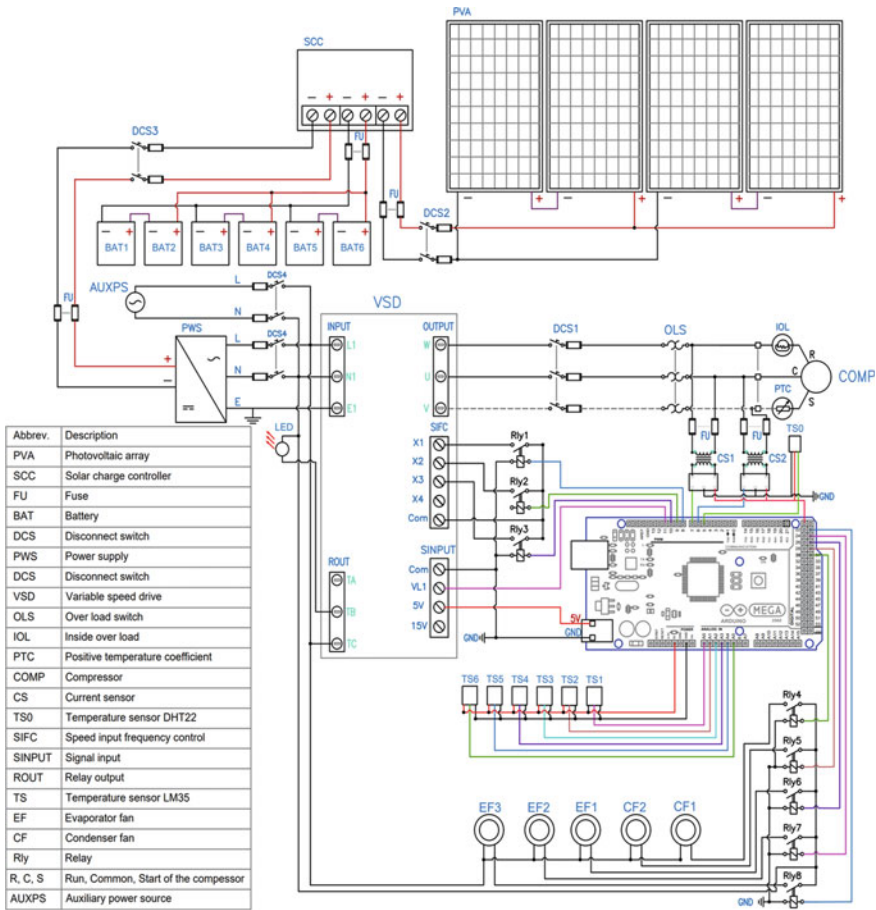 PVA
SCC
− + − + − +
DCS3
FU
FU
DCS2
− + − + − + − +
− + − + − + − + − + − +
BAT1 BAT2 BAT3 BAT4 BAT5 BAT6
AUXPS
L
DCS4
N
FU
PWS
L
DCS4
N
E
+
−
VSD
INPUT
OUTPUT
L1
N1
E1
W
U
V
DCS1
OLS
IOL
R
C
S
COMP
PTC
LED
SIFC
X1
X2
X3
X4
Com
Rly1
Rly2
Rly3
FU
FU
TS0
CS1
CS2
GND
SINPUT
Com
VL1
5V
15V
ROUT
TA
TB
TC
5V
GND
GND
MEGA
ARDUINO
COMMUNICATION
PWM
POWER
ANALOG IN
DIGITAL
TS6 TS5 TS4 TS3 TS2 TS1
Rly4
Rly5
Rly6
Rly7
Rly8
GND
EF3 EF2 EF1 CF2 CF1
Abbrev. Description
PVA Photovoltaic array
SCC Solar charge controller
FU Fuse
BAT Battery
DCS Disconnect switch
PWS Power supply
DCS Disconnect switch
VSD Variable speed drive
OLS Over load switch
IOL Inside over load
PTC Positive temperature coefficient
COMP Compressor
CS Current sensor
TS0 Temperature sensor DHT22
SIFC Speed input frequency control
SINPUT Signal input
ROUT Relay output
TS Temperature sensor LM35
EF Evaporator fan
CF Condenser fan
Rly Relay
R, C, S Run, Common, Start of the compessor
AUXPS Auxiliary power source